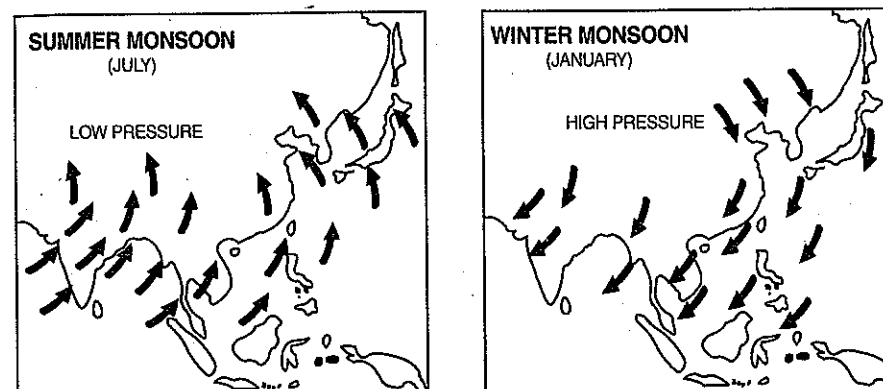 SUMMER MONSOON
(JULY)
LOW PRESSURE
WINTER MONSOON
(JANUARY)
HIGH PRESSURE